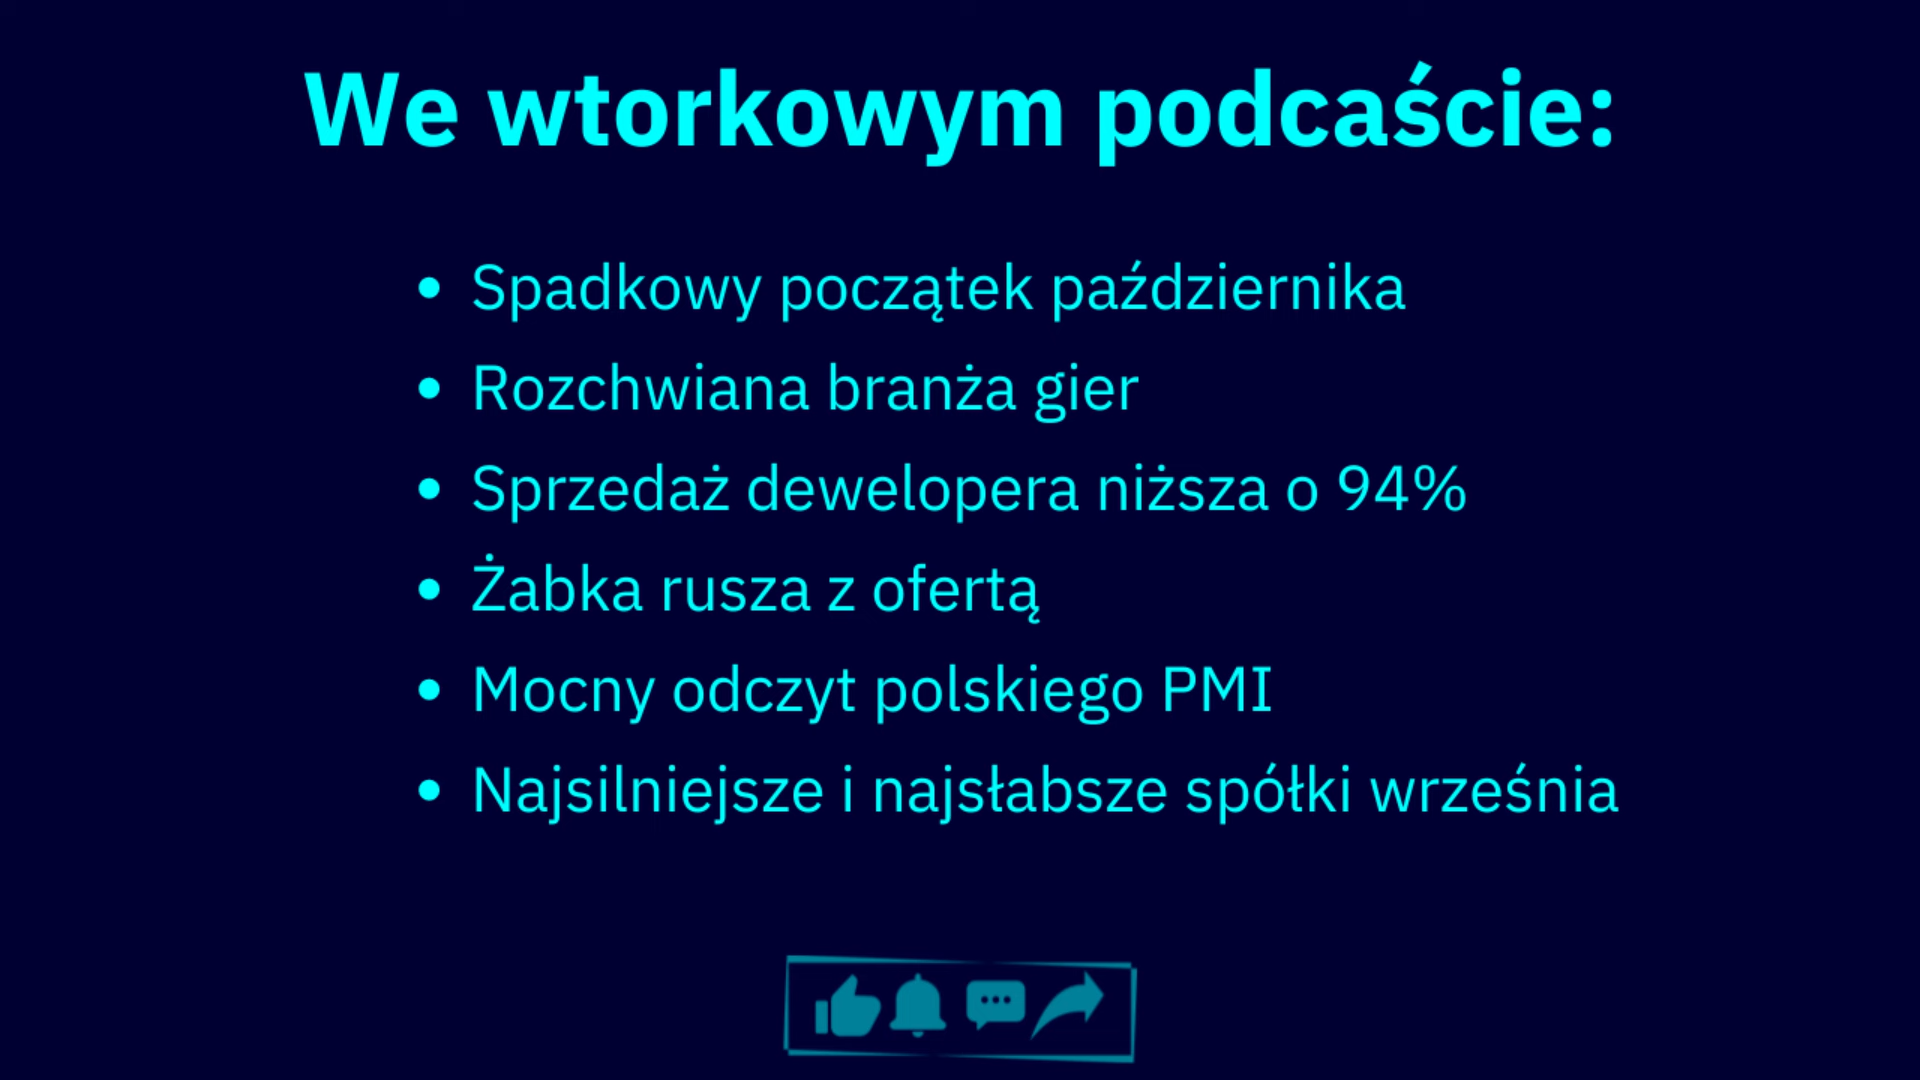 We wtorkowym podcaście:
• Spadkowy początek października
• Rozchwiana branża gier
• Sprzedaż dewelopera niższa o 94%
• Żabka rusza z ofertą
• Mocny odczyt polskiego PMI
• Najsilniejsze i najsłabsze spółki września